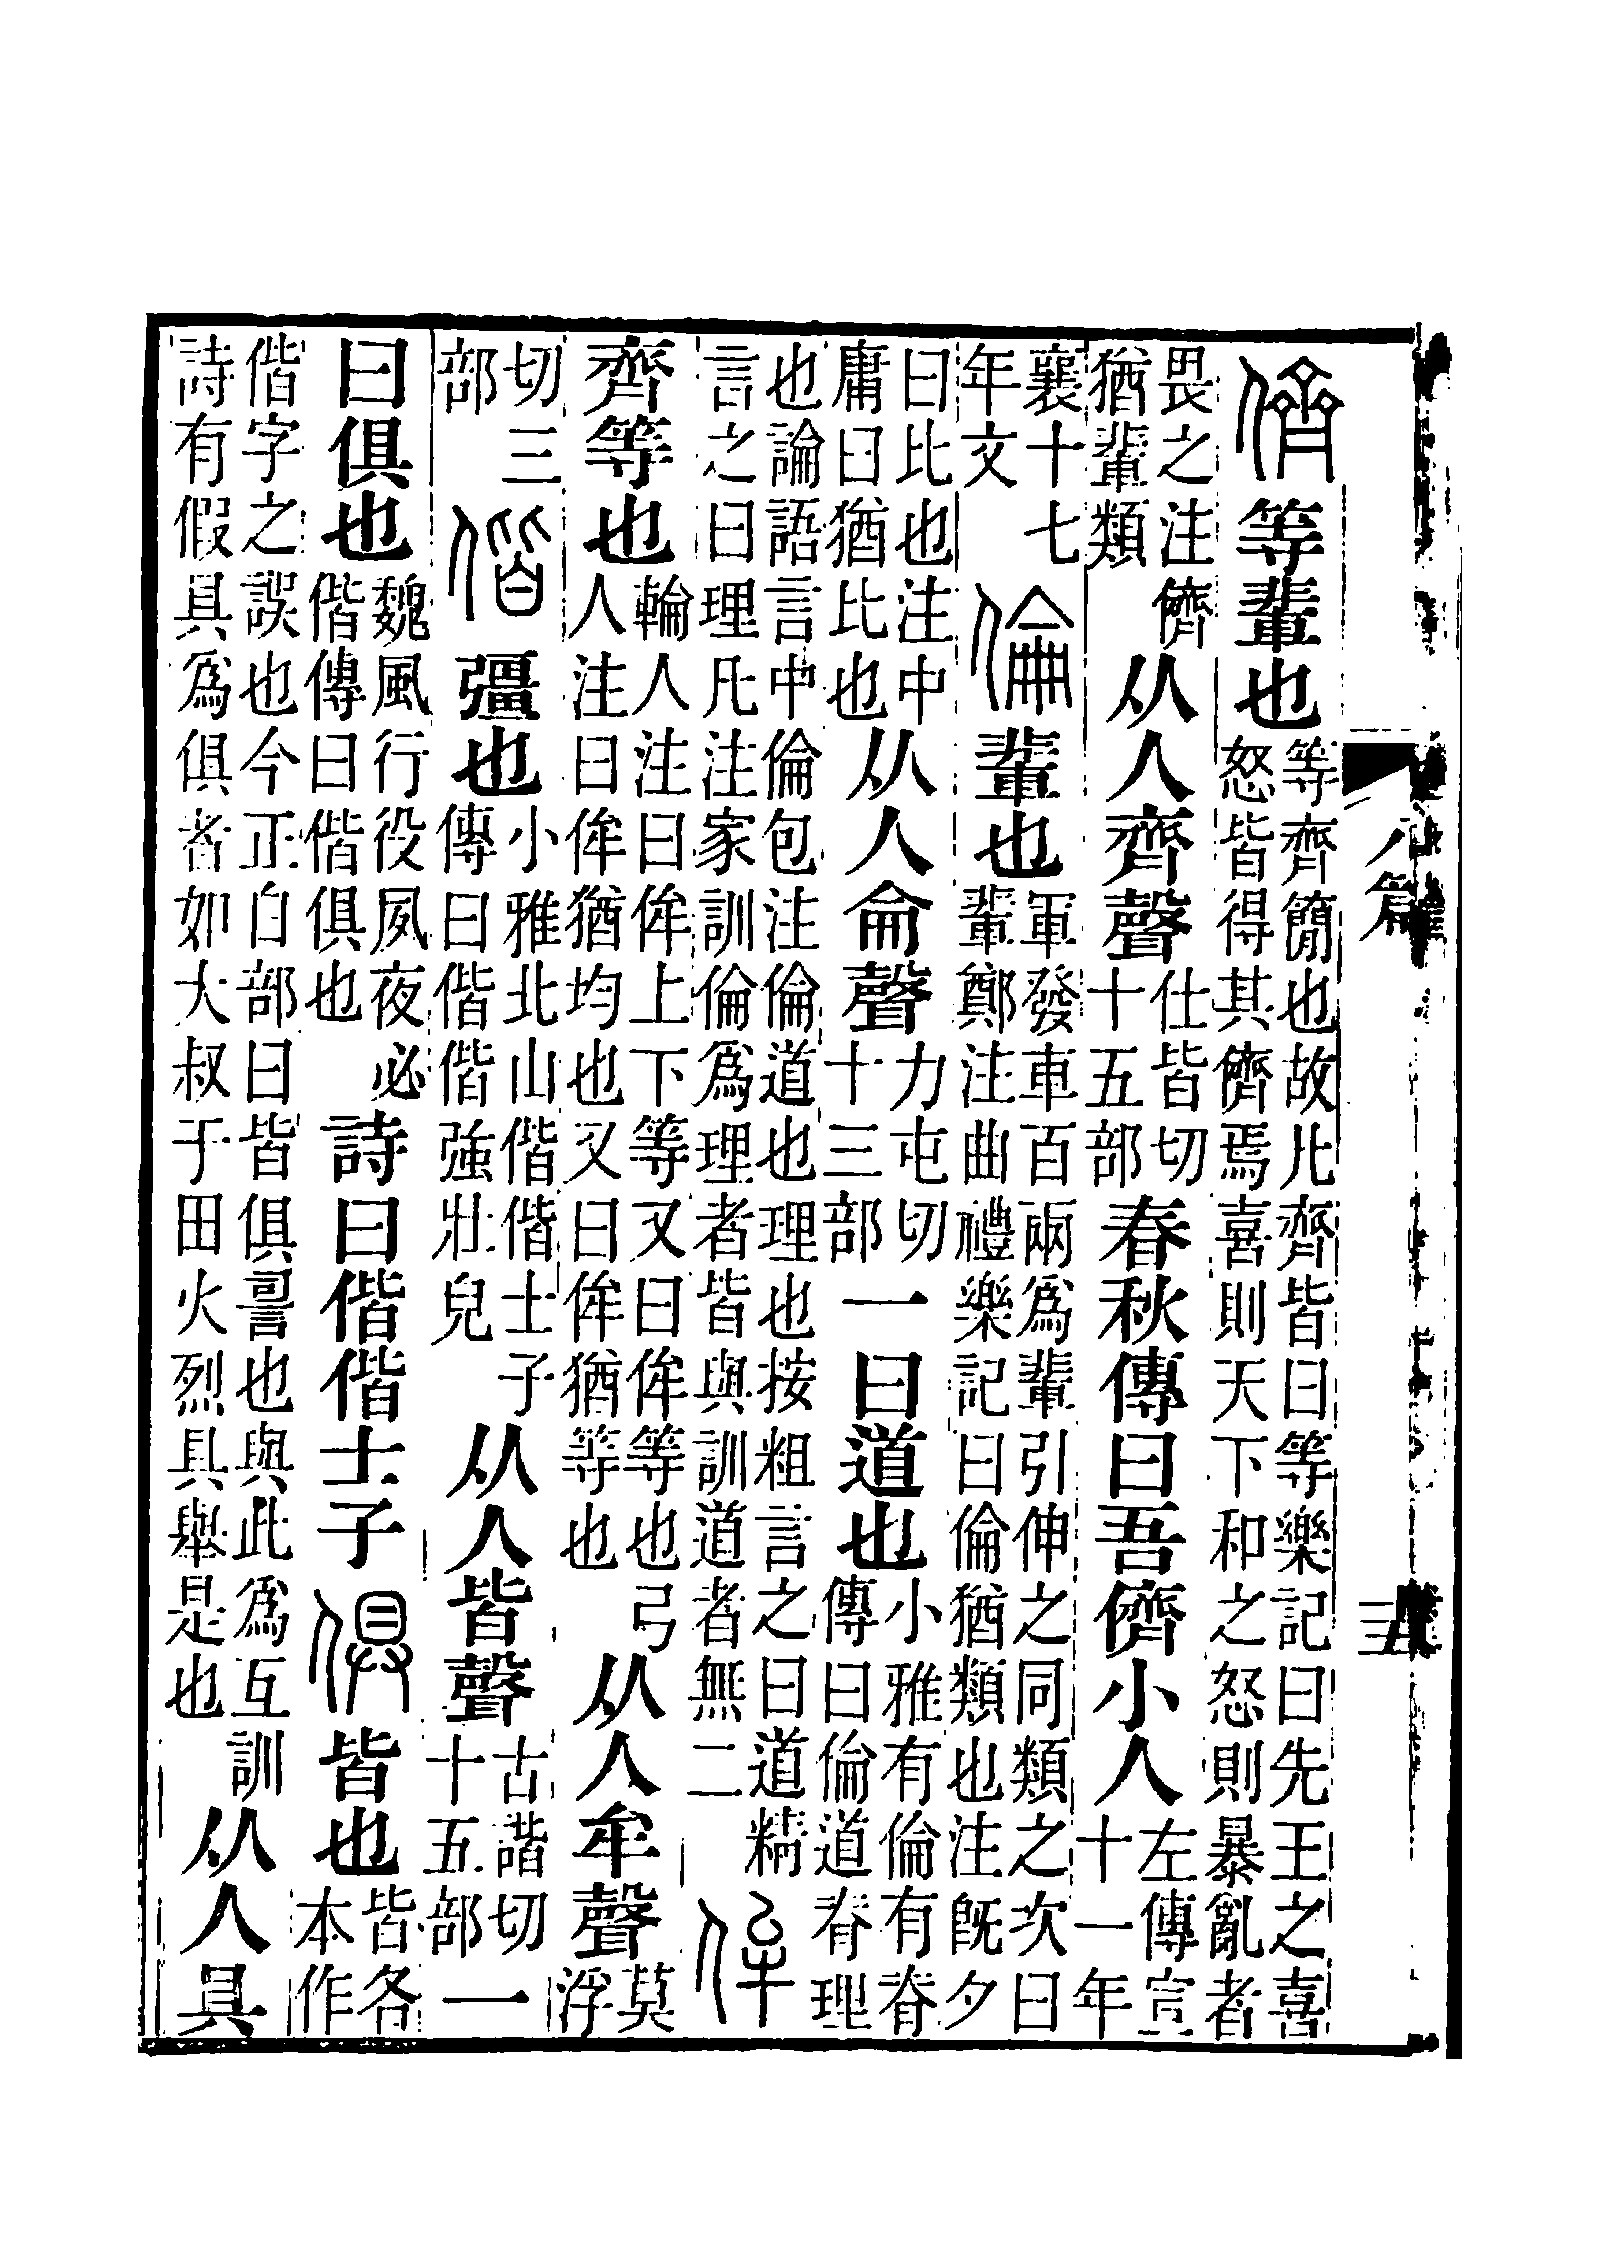 儕等輩也等齊簡也故凡齊皆曰等樂記曰先王之喜怒皆得其儕焉喜則天下和之怒則暴亂者
畏之注儕猶輩類从人齊聲仕皆切十五部春秋傳曰吾儕小人左傳宣十一年
襄十七年文倫輩也軍發車百兩爲輩引伸之同類之次曰輩鄭注曲禮樂記曰倫猶類也注旣夕
曰比也注中庸曰猶比也从人侖聲力屯切十三部一曰道也小雅有倫有脊傳曰倫道脊理
也論語言中倫包注倫道也理也按粗言之曰道精言之曰理凡注家訓倫爲理者皆與訓道者無二侔
齊等也輪人注曰侔上下等又曰侔等也弓人注曰侔猶均也又曰侔猶等也从人牟聲莫浮
切三部偕彊也小雅北山偕偕士子傳曰偕偕強壯皃从人皆聲古諧切十五部一
曰俱也魏風行役夙夜必偕傳曰偕俱也詩曰偕偕士子俱皆也皆各本作
偕字之誤也今正白部曰皆俱䛐也與此爲互訓詩有假具爲俱者如大叔于田火烈具舉是也从人具